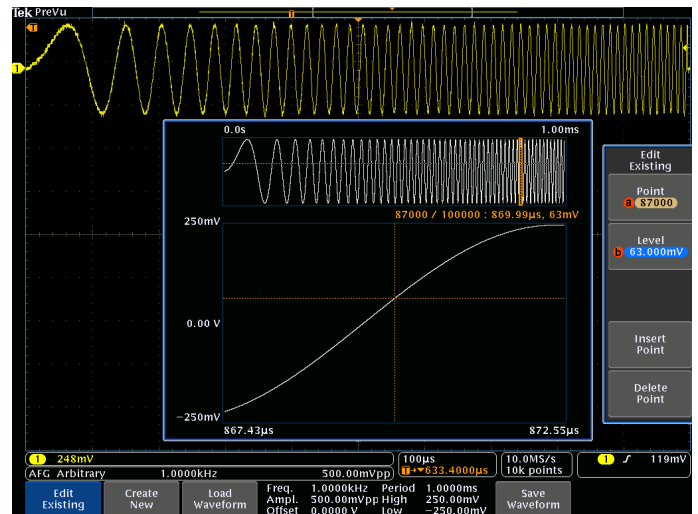 Tek PreVu
T
T
1
0.0s 1.00ms
87000 / 100000 : 869.99µs, 63mV
250mV
0.00 V
−250mV
867.43µs 872.55µs
Edit
Existing
Point
a 87000
Level
b 63.000mV
Insert
Point
Delete
Point
1 248mV
AFG Arbitrary 1.0000kHz 500.00mVpp
100µs
T→▼633.4000µs
10.0MS/s
10k points
1 119mV
Edit
Existing
Create
New
Load
Waveform
Freq. 1.0000kHz Period 1.0000ms
Ampl. 500.00mVpp High 250.00mV
Offset 0.0000 V Low −250.00mV
Save
Waveform